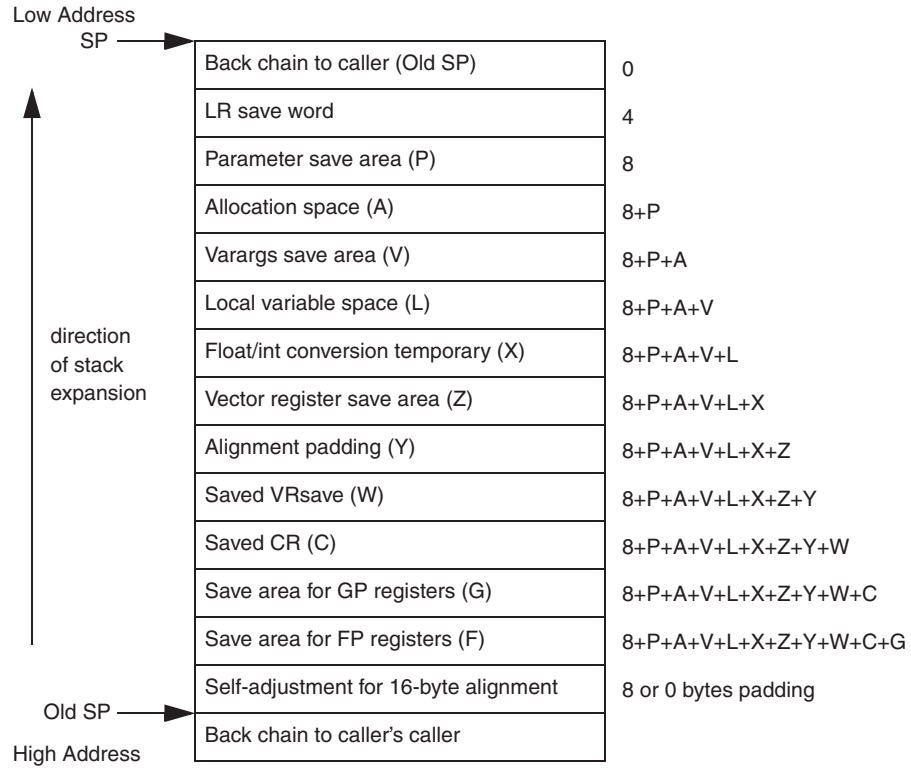 Low Address
SP
Back chain to caller (Old SP) 0
LR save word 4
Parameter save area (P) 8
Allocation space (A) 8+P
Varargs save area (V) 8+P+A
Local variable space (L) 8+P+A+V
direction
of stack
expansion
Float/int conversion temporary (X) 8+P+A+V+L
Vector register save area (Z) 8+P+A+V+L+X
Alignment padding (Y) 8+P+A+V+L+X+Z
Saved VRsave (W) 8+P+A+V+L+X+Z+Y
Saved CR (C) 8+P+A+V+L+X+Z+Y+W
Save area for GP registers (G) 8+P+A+V+L+X+Z+Y+W+C
Save area for FP registers (F) 8+P+A+V+L+X+Z+Y+W+C+G
Self-adjustment for 16-byte alignment 8 or 0 bytes padding
Old SP
Back chain to caller's caller
High Address